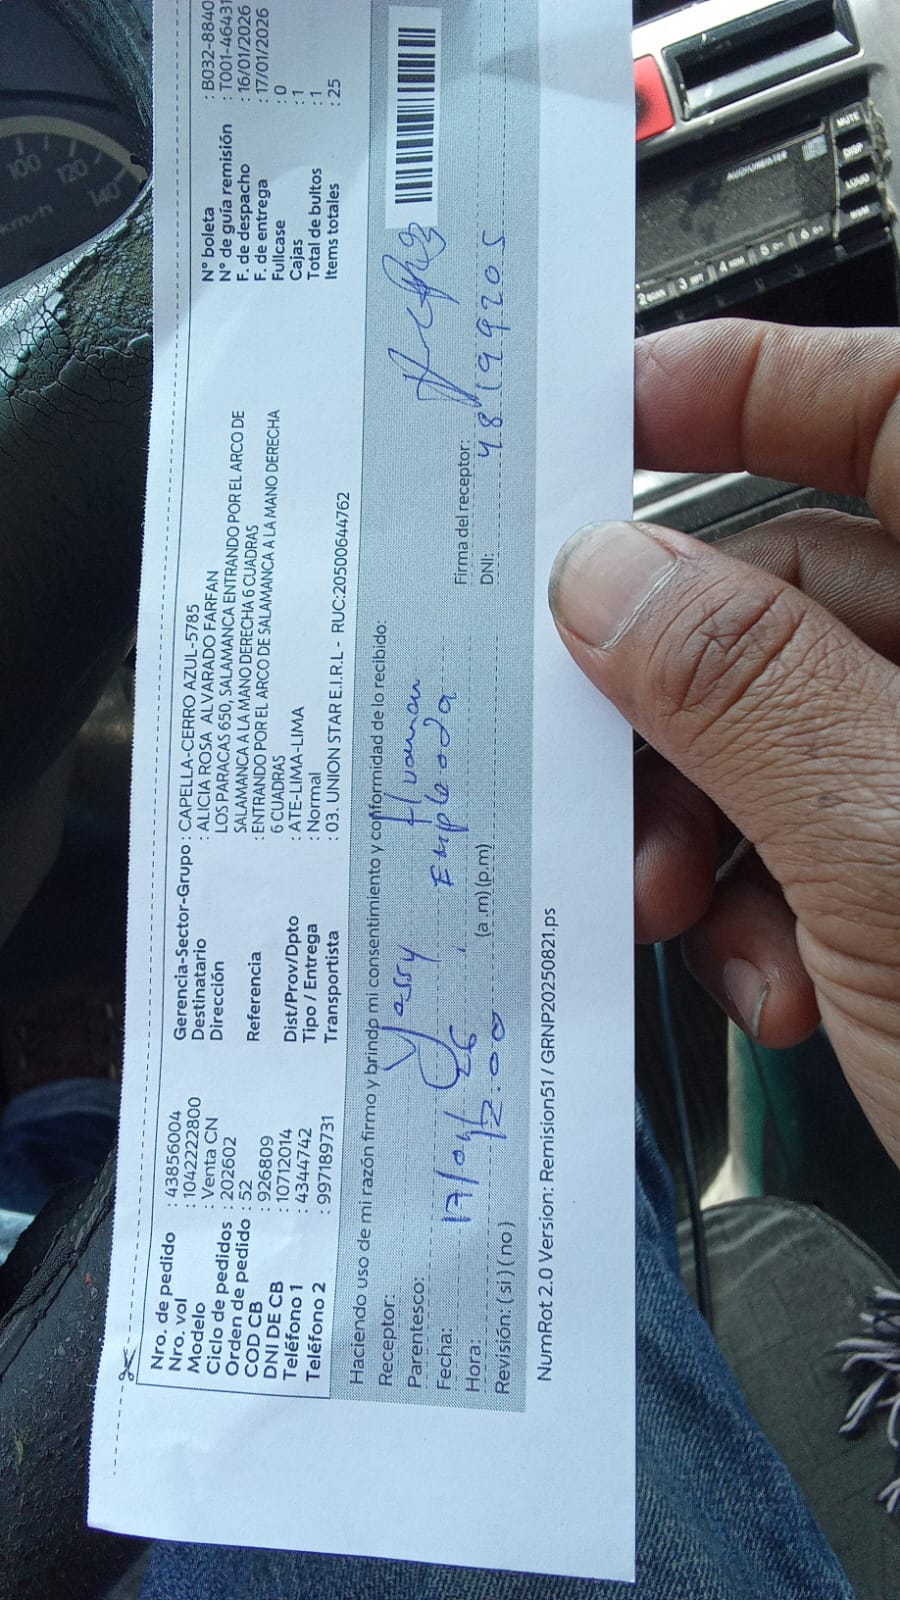 Nro. de pedido : 43856004
Nro. vol : 1042222800
Modelo : Venta CN
Ciclo de pedidos : 202602
Orden de pedido : 52
COD CB : 926809
DNI DE CB : 10712014
Teléfono 1 : 4344742
Teléfono 2 : 997189731
Gerencia-Sector-Grupo : CAPELLA-CERRO AZUL-5785
Destinatario : ALICIA ROSA ALVARADO FARFAN
Dirección : LOS PARACAS 650, SALAMANCA ENTRANDO POR EL ARCO DE
SALAMANCA A LA MANO DERECHA 6 CUADRAS
Referencia : ENTRANDO POR EL ARCO DE SALAMANCA A LA MANO DERECHA
6 CUADRAS
Dist/Prov/Dpto : ATE-LIMA-LIMA
Tipo / Entrega : Normal
Transportista : 03. UNION STAR E.I.R.L - RUC:20500644762
N° boleta : B032-8840
N° de guía remisión : T001-46431
F. de despacho : 16/01/2026
F. de entrega : 17/01/2026
Fullcase : 0
Cajas : 1
Total de bultos : 1
Items totales : 25
Haciendo uso de mi razón firmo y brindo mi consentimiento y conformidad de lo recibido:
Receptor: Yassy Huaman
Parentesco: Empleada
Fecha: 17/01/26
Hora: 12:00 (a.m) (p.m)
Revisión: ( si ) ( no )
Firma del receptor:
DNI: 48199205
NumRot 2.0 Version: Remision51 / GRNP20250821.ps
km/h
100
120
140
AUDIOMEISTER
MUTE
DISP
LOUD